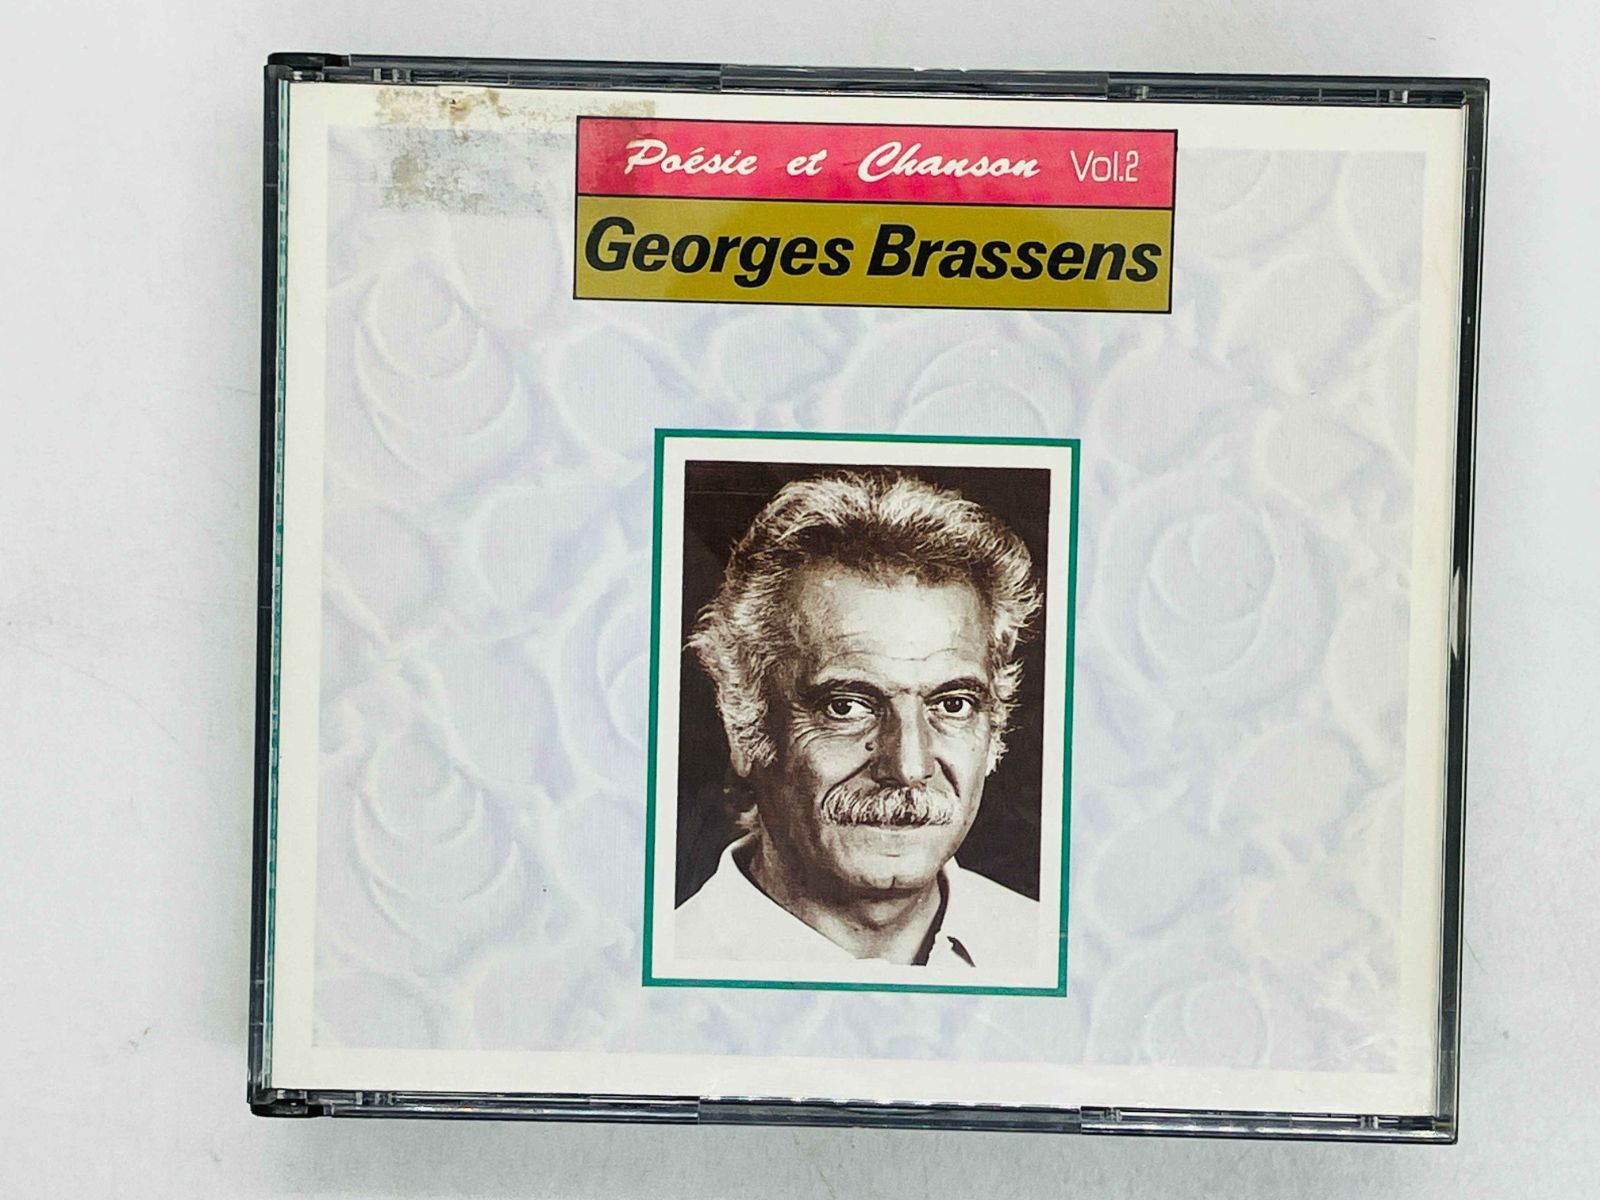 Poésie et Chanson Vol.2
Georges Brassens